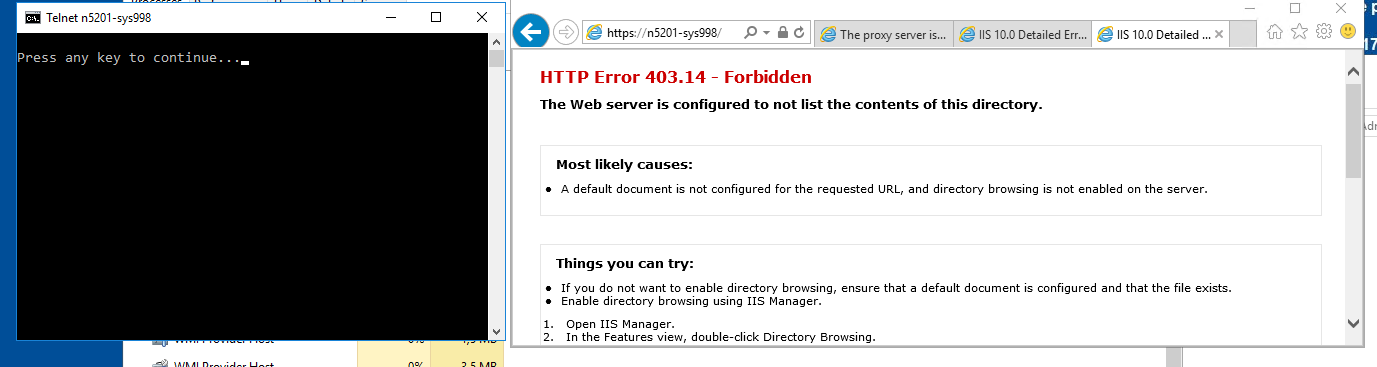 Telnet n5201-sys998
Press any key to continue...
https://n5201-sys998/
The proxy server is...
IIS 10.0 Detailed Err...
IIS 10.0 Detailed ...
HTTP Error 403.14 - Forbidden
The Web server is configured to not list the contents of this directory.
Most likely causes:
A default document is not configured for the requested URL, and directory browsing is not enabled on the server.
Things you can try:
If you do not want to enable directory browsing, ensure that a default document is configured and that the file exists.
Enable directory browsing using IIS Manager.
1. Open IIS Manager.
2. In the Features view, double-click Directory Browsing.
WMI Provider Host
0%
WMI Provider Host 0% 3,5 MB